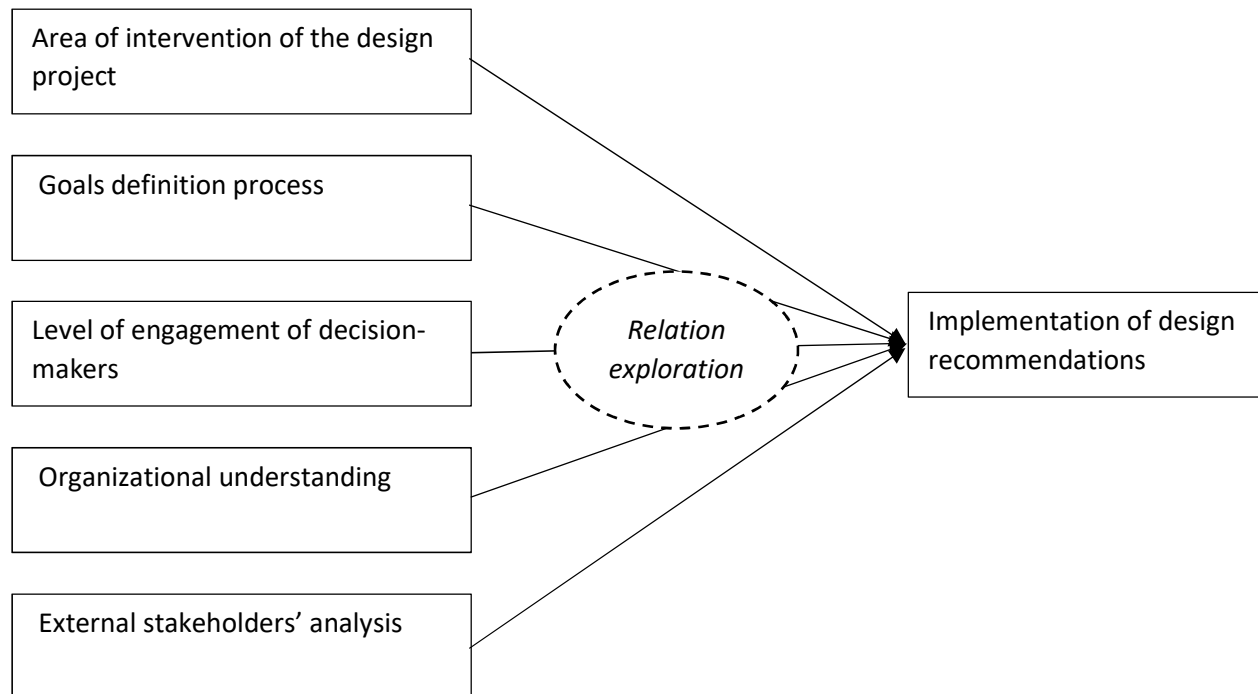 Area of intervention of the design
project
Goals definition process
Level of engagement of decision-
makers
Organizational understanding
External stakeholders’ analysis
Relation
exploration
Implementation of design
recommendations